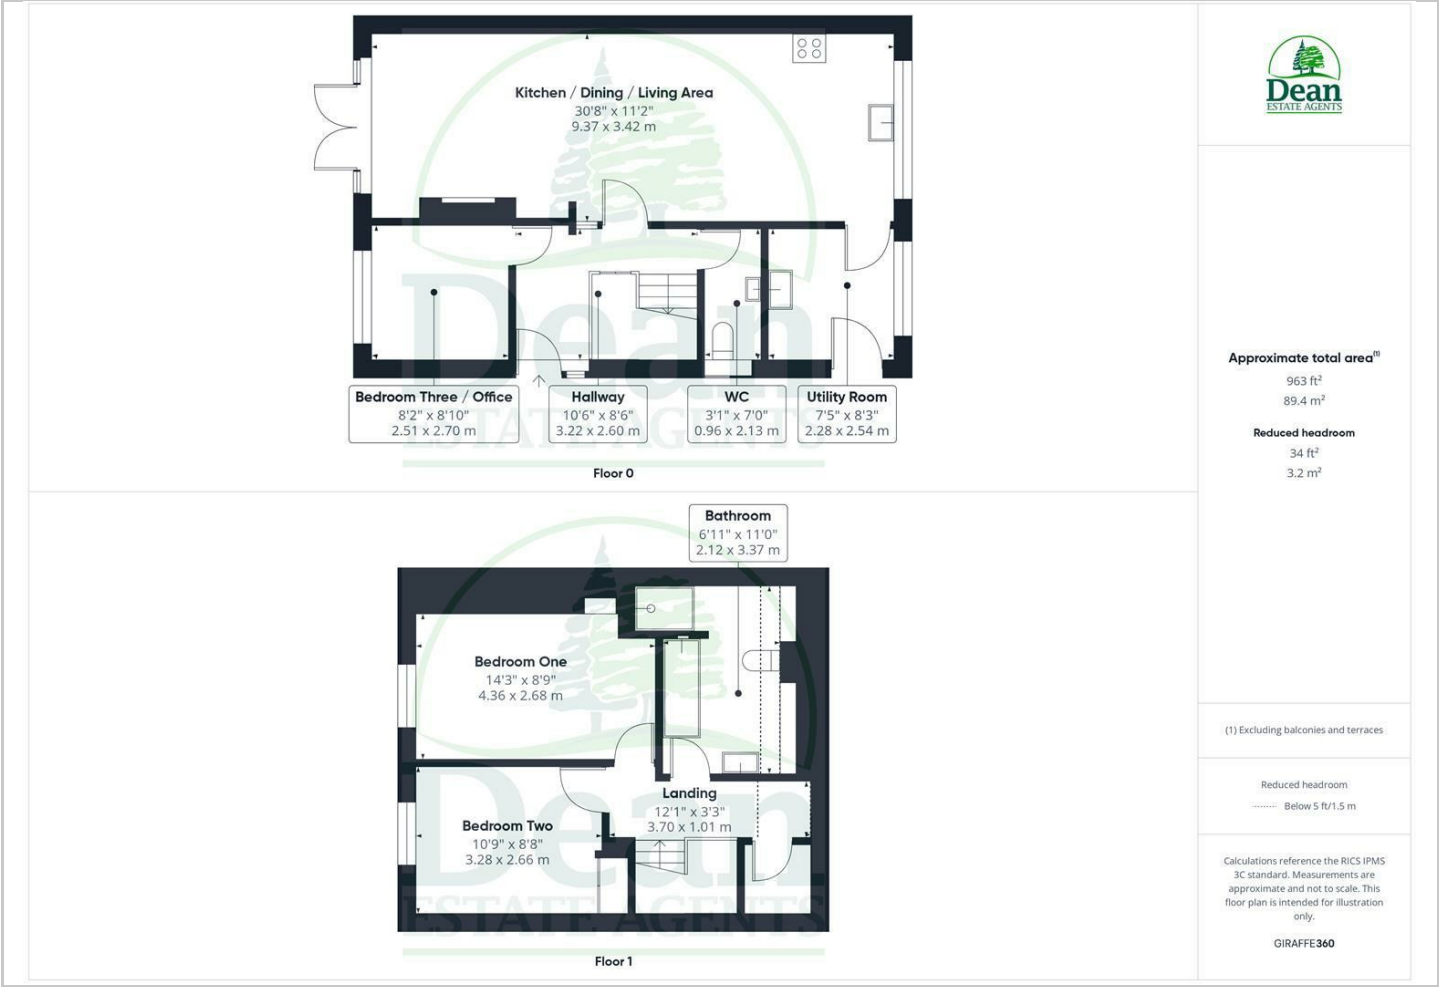 Kitchen / Dining / Living Area
30'8" x 11'2"
9.37 x 3.42 m
Bedroom Three / Office
8'2" x 8'10"
2.51 x 2.70 m
Hallway
10'6" x 8'6"
3.22 x 2.60 m
WC
3'1" x 7'0"
0.96 x 2.13 m
Utility Room
7'5" x 8'3"
2.28 x 2.54 m
Dean
ESTATE AGENTS
Floor 0
Bathroom
6'11" x 11'0"
2.12 x 3.37 m
Bedroom One
14'3" x 8'9"
4.36 x 2.68 m
Landing
12'1" x 3'3"
3.70 x 1.01 m
Bedroom Two
10'9" x 8'8"
3.28 x 2.66 m
Dean
ESTATE AGENTS
Floor 1
Dean
ESTATE AGENTS
Approximate total area(1)
963 ft²
89.4 m²
Reduced headroom
34 ft²
3.2 m²
(1) Excluding balconies and terraces
Reduced headroom
Below 5 ft/1.5 m
Calculations reference the RICS IPMS
3C standard. Measurements are
approximate and not to scale. This
floor plan is intended for illustration
only.
GIRAFFE360